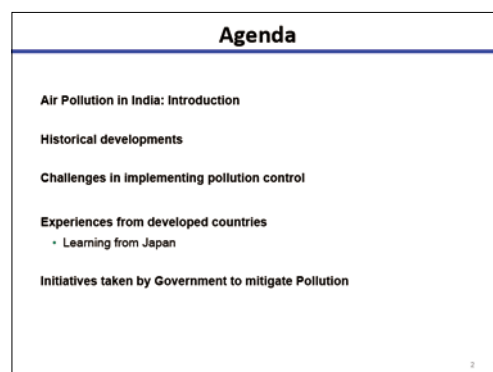 Agenda
Air Pollution in India: Introduction
Historical developments
Challenges in implementing pollution control
Experiences from developed countries
• Learning from Japan
Initiatives taken by Government to mitigate Pollution
2